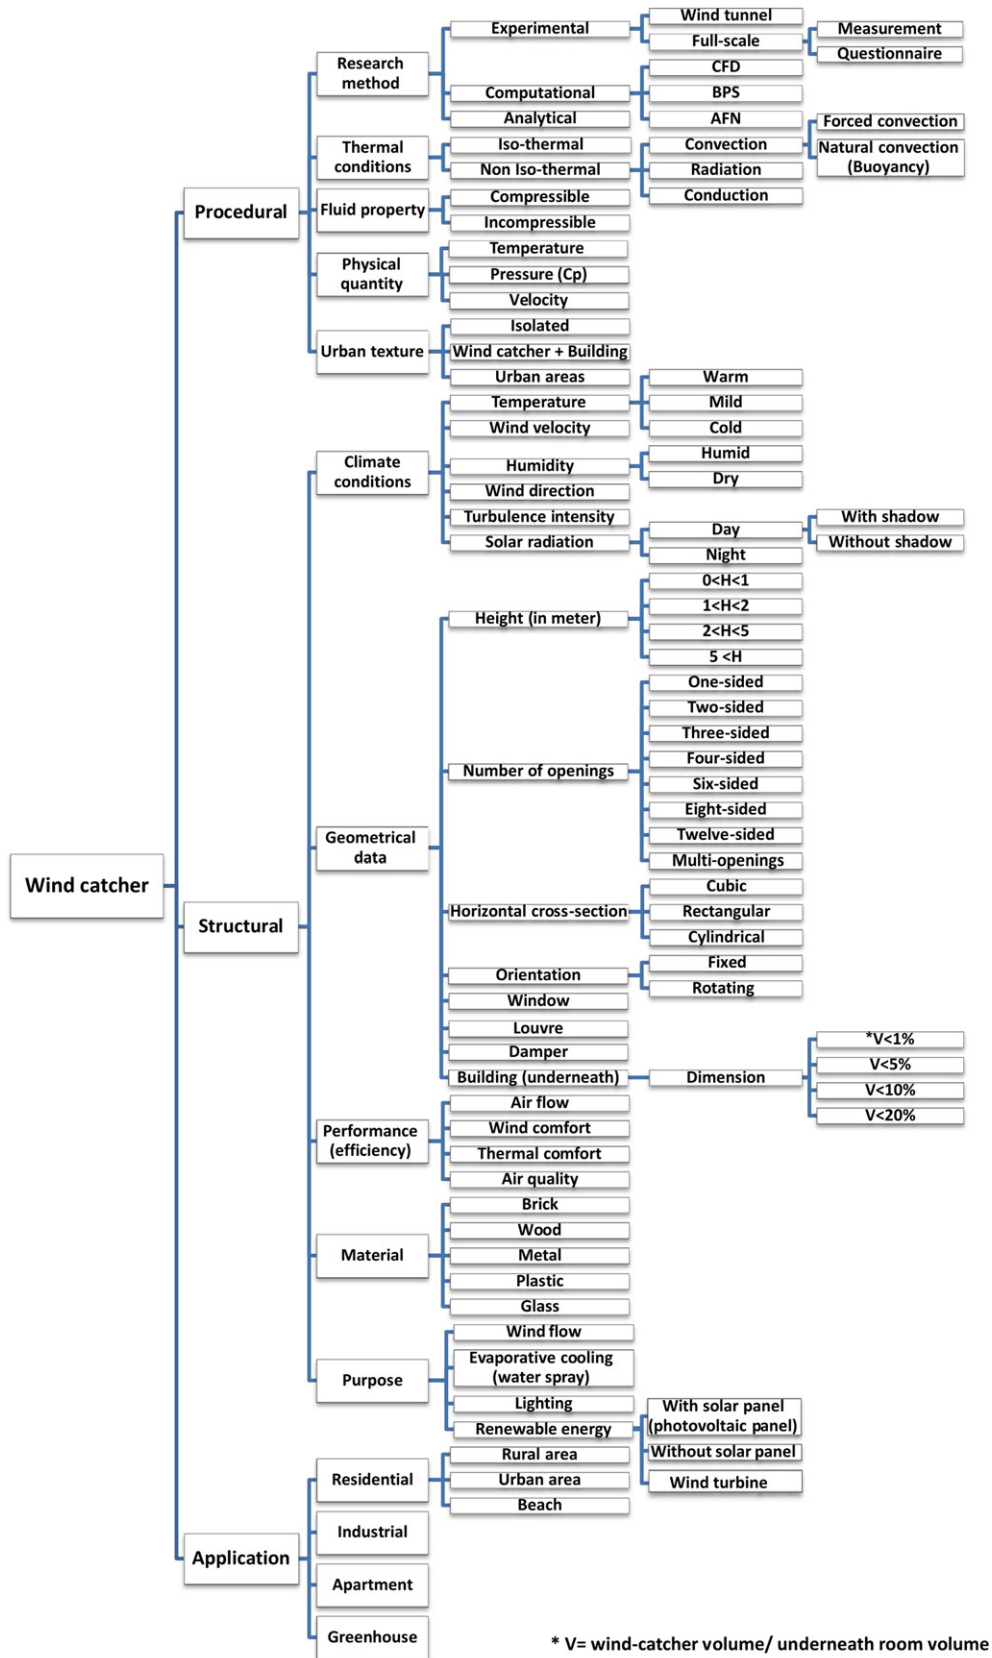 Wind catcher
Procedural
Research
method
Experimental
Wind tunnel
Full-scale
Measurement
Questionnaire
Computational
CFD
BPS
AFN
Analytical
Thermal
conditions
Iso-thermal
Non Iso-thermal
Convection
Forced convection
Natural convection
(Buoyancy)
Radiation
Conduction
Fluid property
Compressible
Incompressible
Physical
quantity
Temperature
Pressure (Cp)
Velocity
Urban texture
Isolated
Wind catcher + Building
Urban areas
Structural
Climate
conditions
Temperature
Warm
Mild
Cold
Wind velocity
Humidity
Humid
Dry
Wind direction
Turbulence intensity
Solar radiation
Day
With shadow
Without shadow
Night
Geometrical
data
Height (in meter)
0<H<1
1<H<2
2<H<5
5 <H
Number of openings
One-sided
Two-sided
Three-sided
Four-sided
Six-sided
Eight-sided
Twelve-sided
Multi-openings
Horizontal cross-section
Cubic
Rectangular
Cylindrical
Orientation
Fixed
Rotating
Window
Louvre
Damper
Building (underneath)
Dimension
*V<1%
V<5%
V<10%
V<20%
Performance
(efficiency)
Air flow
Wind comfort
Thermal comfort
Air quality
Material
Brick
Wood
Metal
Plastic
Glass
Purpose
Wind flow
Evaporative cooling
(water spray)
Lighting
Renewable energy
With solar panel
(photovoltaic panel)
Without solar panel
Wind turbine
Application
Residential
Rural area
Urban area
Beach
Industrial
Apartment
Greenhouse
* V= wind-catcher volume/ underneath room volume